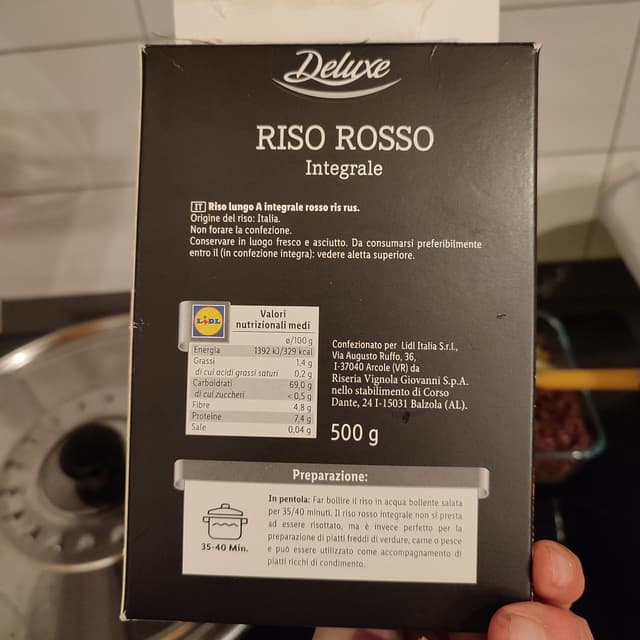 Deluxe
RISO ROSSO
Integrale
IT Riso lungo A integrale rosso ris rus.
Origine del riso: Italia.
Non forare la confezione.
Conservare in luogo fresco e asciutto. Da consumarsi preferibilmente
entro il (in confezione integra): vedere aletta superiore.
LIDL
Valori
nutrizionali medi
ø/100 g
Energia 1392 kJ/329 kcal
Grassi 1,4 g
di cui acidi grassi saturi 0,2 g
Carboidrati 69,0 g
di cui zuccheri < 0,5 g
Fibre 4,8 g
Proteine 7,4 g
Sale 0,04 g
Confezionato per Lidl Italia S.r.l.,
Via Augusto Ruffo, 36,
I-37040 Arcole (VR) da
Riseria Vignola Giovanni S.p.A.
nello stabilimento di Corso
Dante, 24 I-15031 Balzola (AL).
500 g
Preparazione:
35-40 Min.
In pentola: Far bollire il riso in acqua bollente salata
per 35/40 minuti. Il riso rosso integrale non si presta
ad essere risottato, ma è invece perfetto per la
preparazione di piatti freddi di verdure, carne o pesce
e può essere utilizzato come accompagnamento di
piatti ricchi di condimento.